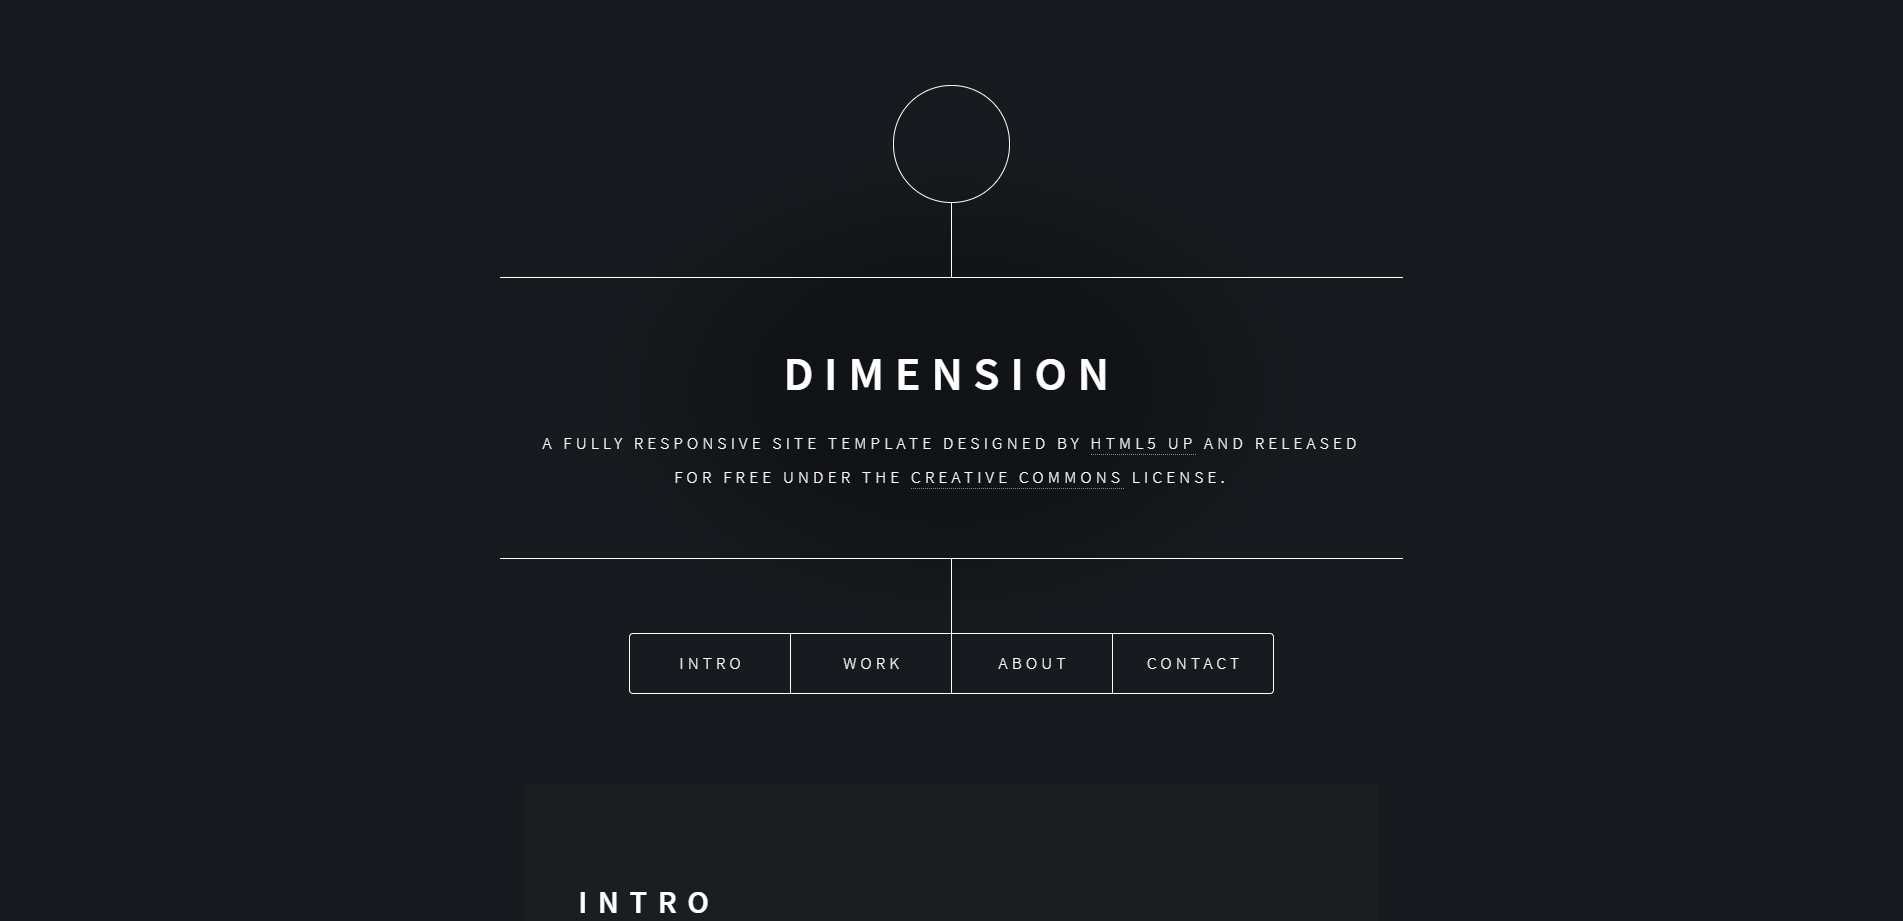 DIMENSION
A FULLY RESPONSIVE SITE TEMPLATE DESIGNED BY HTML5 UP AND RELEASED
FOR FREE UNDER THE CREATIVE COMMONS LICENSE.
INTRO WORK ABOUT CONTACT
INTRO